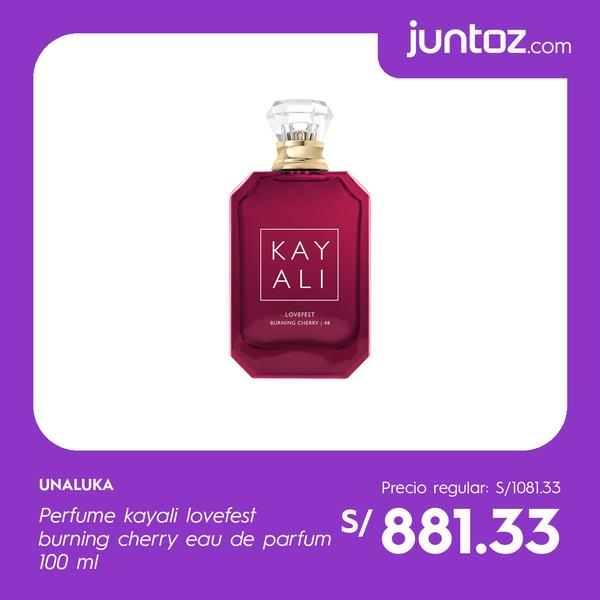 juntoz.com
KAY
ALI
LOVEFEST
BURNING CHERRY | 48
UNALUKA
Precio regular: S/1081.33
Perfume kayali lovefest
burning cherry eau de parfum
100 ml
S/ 881.33